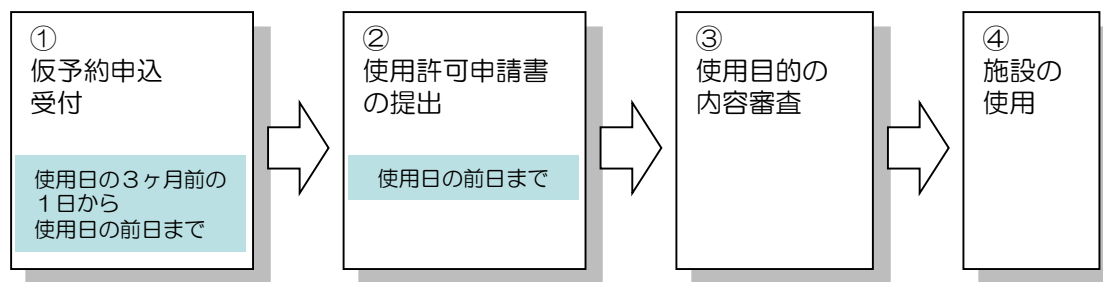 ①
仮予約申込
受付
使用日の３ヶ月前の
１日から
使用日の前日まで
②
使用許可申請書
の提出
使用日の前日まで
③
使用目的の
内容審査
④
施設の
使用